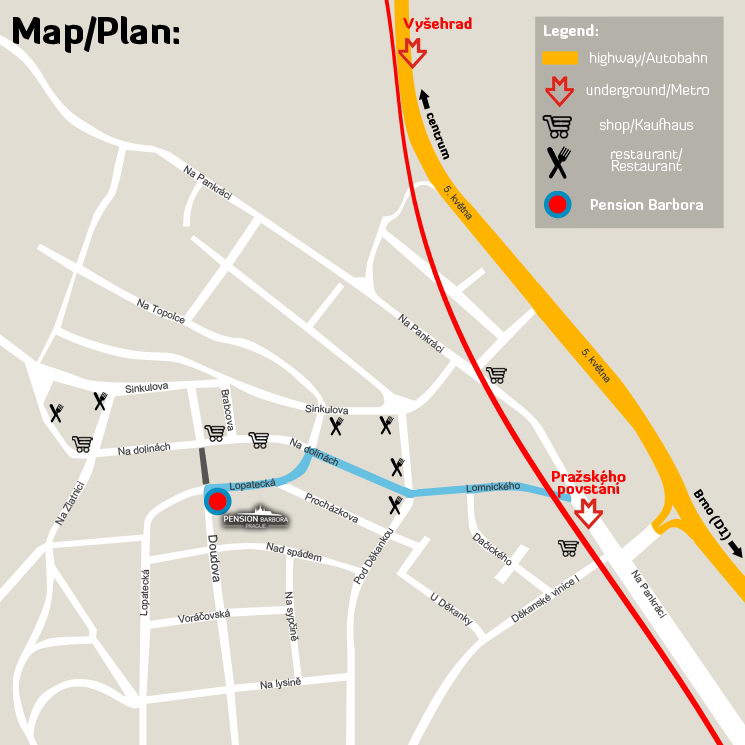 Map/Plan:
Vyšehrad
Legend:
highway/Autobahn
underground/Metro
shop/Kaufhaus
restaurant/
Restaurant
Pension Barbora
centrum
5. května
Na Pankráci
Na Topolce
Na Pankráci
5. května
Sinkulova
Brabcova
Sinkulova
Na dolinách
Na dolinách
Lopatecká
Lomnického
Pražského
povstání
Na Zlatnici
PENSION BARBORA
PRAGUE
Procházkova
Brno (D1)
Doudova
Nad spádem
Pod Děkankou
Dačického
Lopatecká
Na sypčině
U Děkanky
Děkanské vinice I
Na Pankráci
Voráčovská
Na lysině